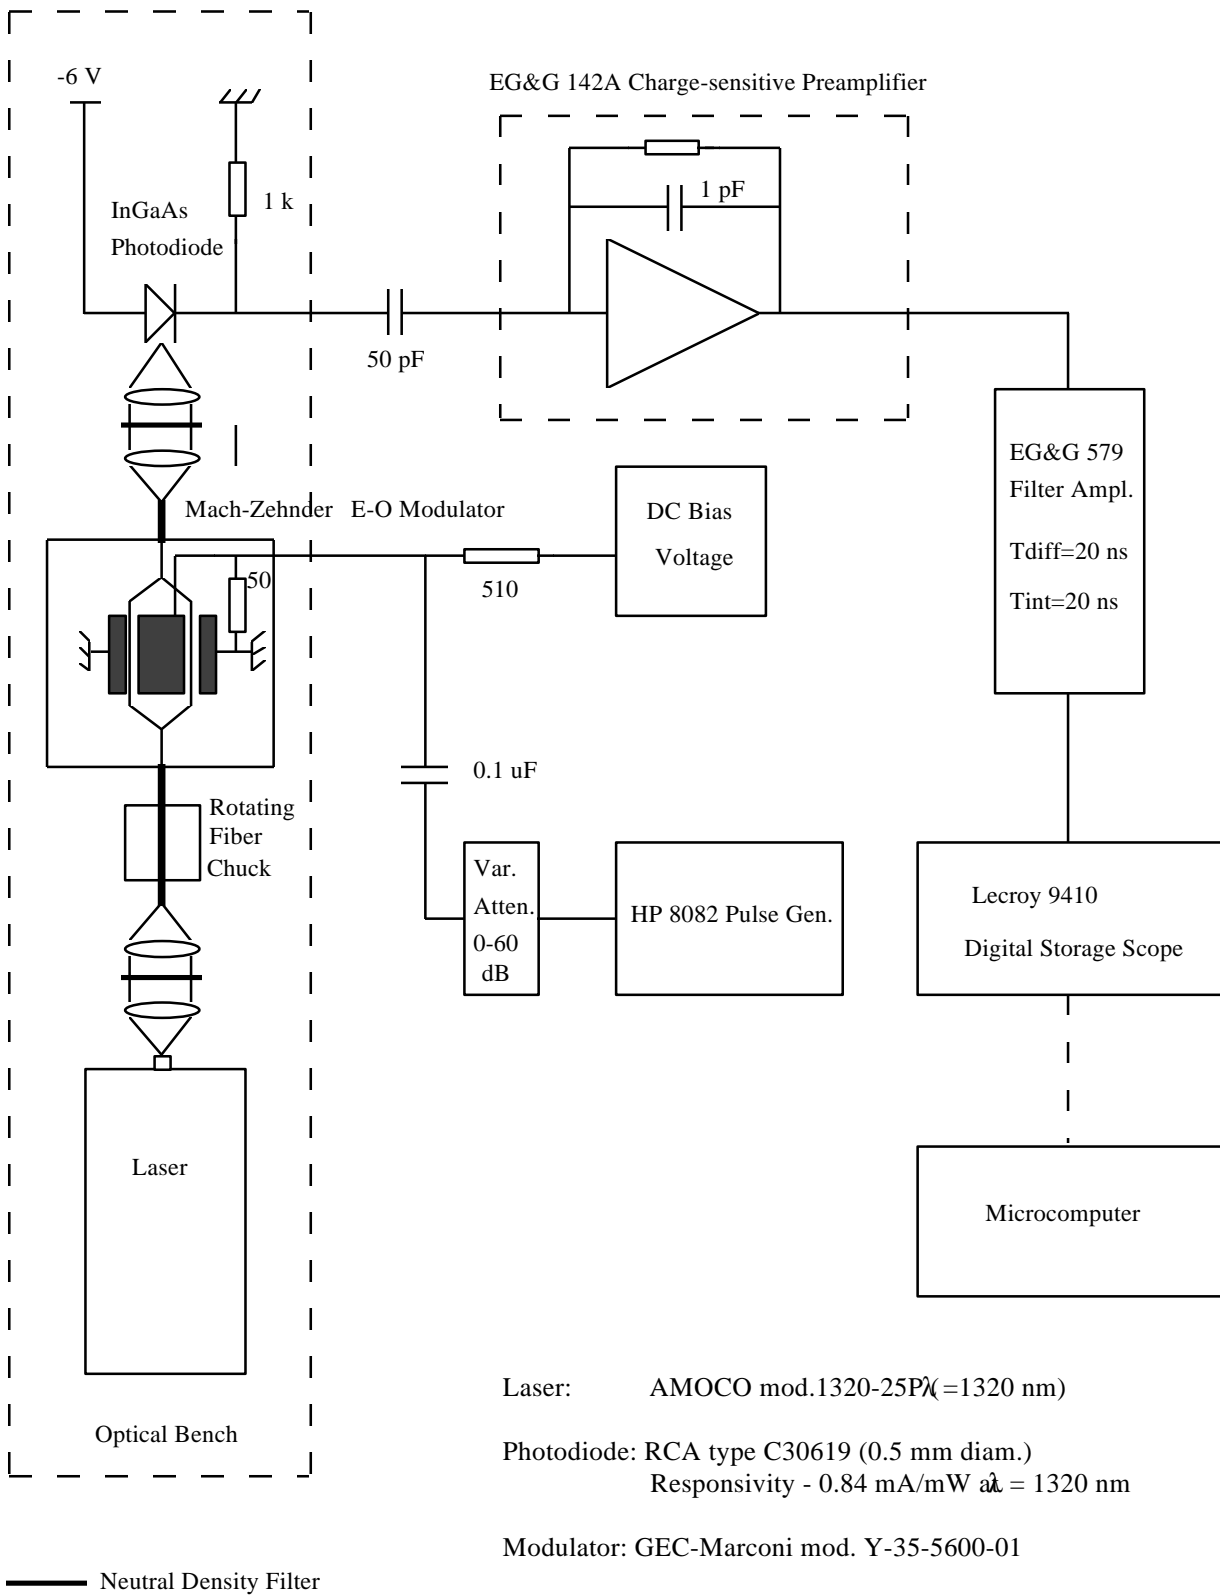 -6 V
EG&G 142A Charge-sensitive Preamplifier
1 k
1 pF
InGaAs
Photodiode
50 pF
EG&G 579
Filter Ampl.
Tdiff=20 ns
Tint=20 ns
Mach-Zehnder E-O Modulator
DC Bias
Voltage
50
510
0.1 uF
Rotating
Fiber
Chuck
Var.
Atten.
0-60
dB
HP 8082 Pulse Gen.
Lecroy 9410
Digital Storage Scope
Laser
Microcomputer
Optical Bench
Laser: AMOCO mod.1320-25P(λ=1320 nm)
Photodiode: RCA type C30619 (0.5 mm diam.)
Responsivity - 0.84 mA/mW at λ = 1320 nm
Modulator: GEC-Marconi mod. Y-35-5600-01
Neutral Density Filter